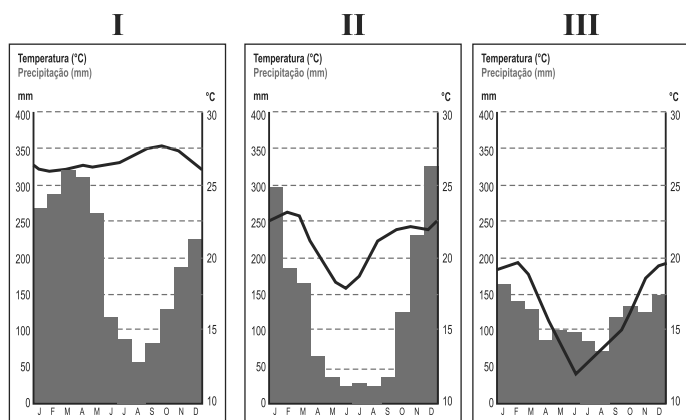 I II III
Temperatura (°C) Temperatura (°C) Temperatura (°C)
Precipitação (mm) Precipitação (mm) Precipitação (mm)
mm °C mm °C mm °C
400 30 400 30 400 30
350 350 350
300 25 300 25 300 25
250 250 250
200 20 200 20 200 20
150 15 150 15 150 15
100 100 100
50 50 50
0 10 0 10 0 10
J F M A M J J A S O N D J F M A M J J A S O N D J F M A M J J A S O N D